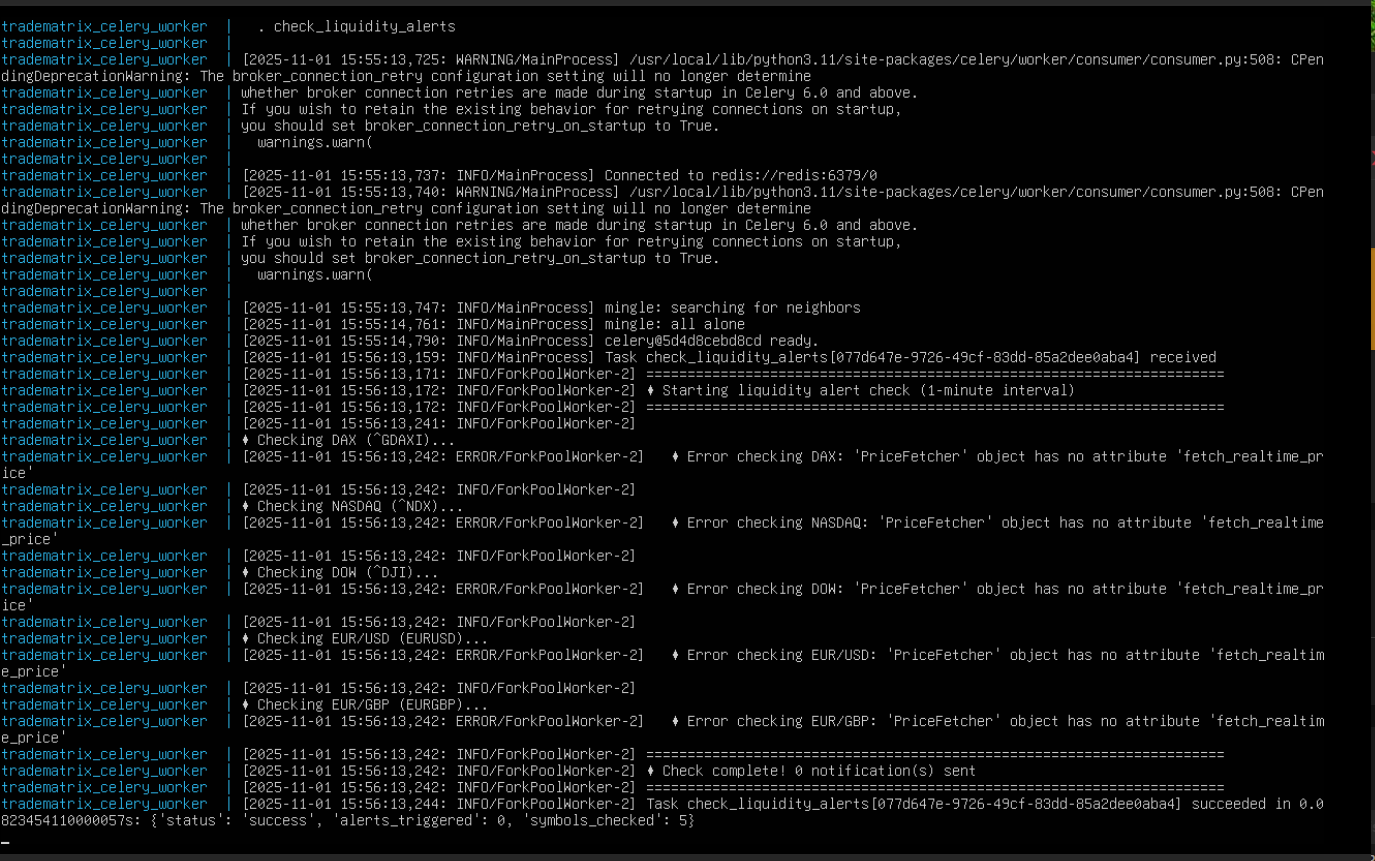 tradematrix_celery_worker  |   . check_liquidity_alerts
tradematrix_celery_worker  |
tradematrix_celery_worker  | [2025-11-01 15:55:13,725: WARNING/MainProcess] /usr/local/lib/python3.11/site-packages/celery/worker/consumer/consumer.py:508: CPen
dingDeprecationWarning: The broker_connection_retry configuration setting will no longer determine
tradematrix_celery_worker  | whether broker connection retries are made during startup in Celery 6.0 and above.
tradematrix_celery_worker  | If you wish to retain the existing behavior for retrying connections on startup,
tradematrix_celery_worker  | you should set broker_connection_retry_on_startup to True.
tradematrix_celery_worker  |   warnings.warn(
tradematrix_celery_worker  |
tradematrix_celery_worker  | [2025-11-01 15:55:13,737: INFO/MainProcess] Connected to redis://redis:6379/0
tradematrix_celery_worker  | [2025-11-01 15:55:13,740: WARNING/MainProcess] /usr/local/lib/python3.11/site-packages/celery/worker/consumer/consumer.py:508: CPen
dingDeprecationWarning: The broker_connection_retry configuration setting will no longer determine
tradematrix_celery_worker  | whether broker connection retries are made during startup in Celery 6.0 and above.
tradematrix_celery_worker  | If you wish to retain the existing behavior for retrying connections on startup,
tradematrix_celery_worker  | you should set broker_connection_retry_on_startup to True.
tradematrix_celery_worker  |   warnings.warn(
tradematrix_celery_worker  |
tradematrix_celery_worker  | [2025-11-01 15:55:13,747: INFO/MainProcess] mingle: searching for neighbors
tradematrix_celery_worker  | [2025-11-01 15:55:14,761: INFO/MainProcess] mingle: all alone
tradematrix_celery_worker  | [2025-11-01 15:55:14,790: INFO/MainProcess] celery@5d4d8cebd8cd ready.
tradematrix_celery_worker  | [2025-11-01 15:56:13,159: INFO/MainProcess] Task check_liquidity_alerts[077d647e-9726-49cf-83dd-85a2dee0aba4] received
tradematrix_celery_worker  | [2025-11-01 15:56:13,171: INFO/ForkPoolWorker-2] ======================================================================
tradematrix_celery_worker  | [2025-11-01 15:56:13,172: INFO/ForkPoolWorker-2] ♦ Starting liquidity alert check (1-minute interval)
tradematrix_celery_worker  | [2025-11-01 15:56:13,172: INFO/ForkPoolWorker-2] ======================================================================
tradematrix_celery_worker  | [2025-11-01 15:56:13,241: INFO/ForkPoolWorker-2]
tradematrix_celery_worker  | ♦ Checking DAX (^GDAXI)...
tradematrix_celery_worker  | [2025-11-01 15:56:13,242: ERROR/ForkPoolWorker-2]   ♦ Error checking DAX: 'PriceFetcher' object has no attribute 'fetch_realtime_pr
ice'
tradematrix_celery_worker  | [2025-11-01 15:56:13,242: INFO/ForkPoolWorker-2]
tradematrix_celery_worker  | ♦ Checking NASDAQ (^NDX)...
tradematrix_celery_worker  | [2025-11-01 15:56:13,242: ERROR/ForkPoolWorker-2]   ♦ Error checking NASDAQ: 'PriceFetcher' object has no attribute 'fetch_realtime
_price'
tradematrix_celery_worker  | [2025-11-01 15:56:13,242: INFO/ForkPoolWorker-2]
tradematrix_celery_worker  | ♦ Checking DOW (^DJI)...
tradematrix_celery_worker  | [2025-11-01 15:56:13,242: ERROR/ForkPoolWorker-2]   ♦ Error checking DOW: 'PriceFetcher' object has no attribute 'fetch_realtime_pr
ice'
tradematrix_celery_worker  | [2025-11-01 15:56:13,242: INFO/ForkPoolWorker-2]
tradematrix_celery_worker  | ♦ Checking EUR/USD (EURUSD)...
tradematrix_celery_worker  | [2025-11-01 15:56:13,242: ERROR/ForkPoolWorker-2]   ♦ Error checking EUR/USD: 'PriceFetcher' object has no attribute 'fetch_realtim
e_price'
tradematrix_celery_worker  | [2025-11-01 15:56:13,242: INFO/ForkPoolWorker-2]
tradematrix_celery_worker  | ♦ Checking EUR/GBP (EURGBP)...
tradematrix_celery_worker  | [2025-11-01 15:56:13,242: ERROR/ForkPoolWorker-2]   ♦ Error checking EUR/GBP: 'PriceFetcher' object has no attribute 'fetch_realtim
e_price'
tradematrix_celery_worker  | [2025-11-01 15:56:13,242: INFO/ForkPoolWorker-2] ======================================================================
tradematrix_celery_worker  | [2025-11-01 15:56:13,242: INFO/ForkPoolWorker-2] ♦ Check complete! 0 notification(s) sent
tradematrix_celery_worker  | [2025-11-01 15:56:13,242: INFO/ForkPoolWorker-2] ======================================================================
tradematrix_celery_worker  | [2025-11-01 15:56:13,244: INFO/ForkPoolWorker-2] Task check_liquidity_alerts[077d647e-9726-49cf-83dd-85a2dee0aba4] succeeded in 0.0
823454110000057s: {'status': 'success', 'alerts_triggered': 0, 'symbols_checked': 5}